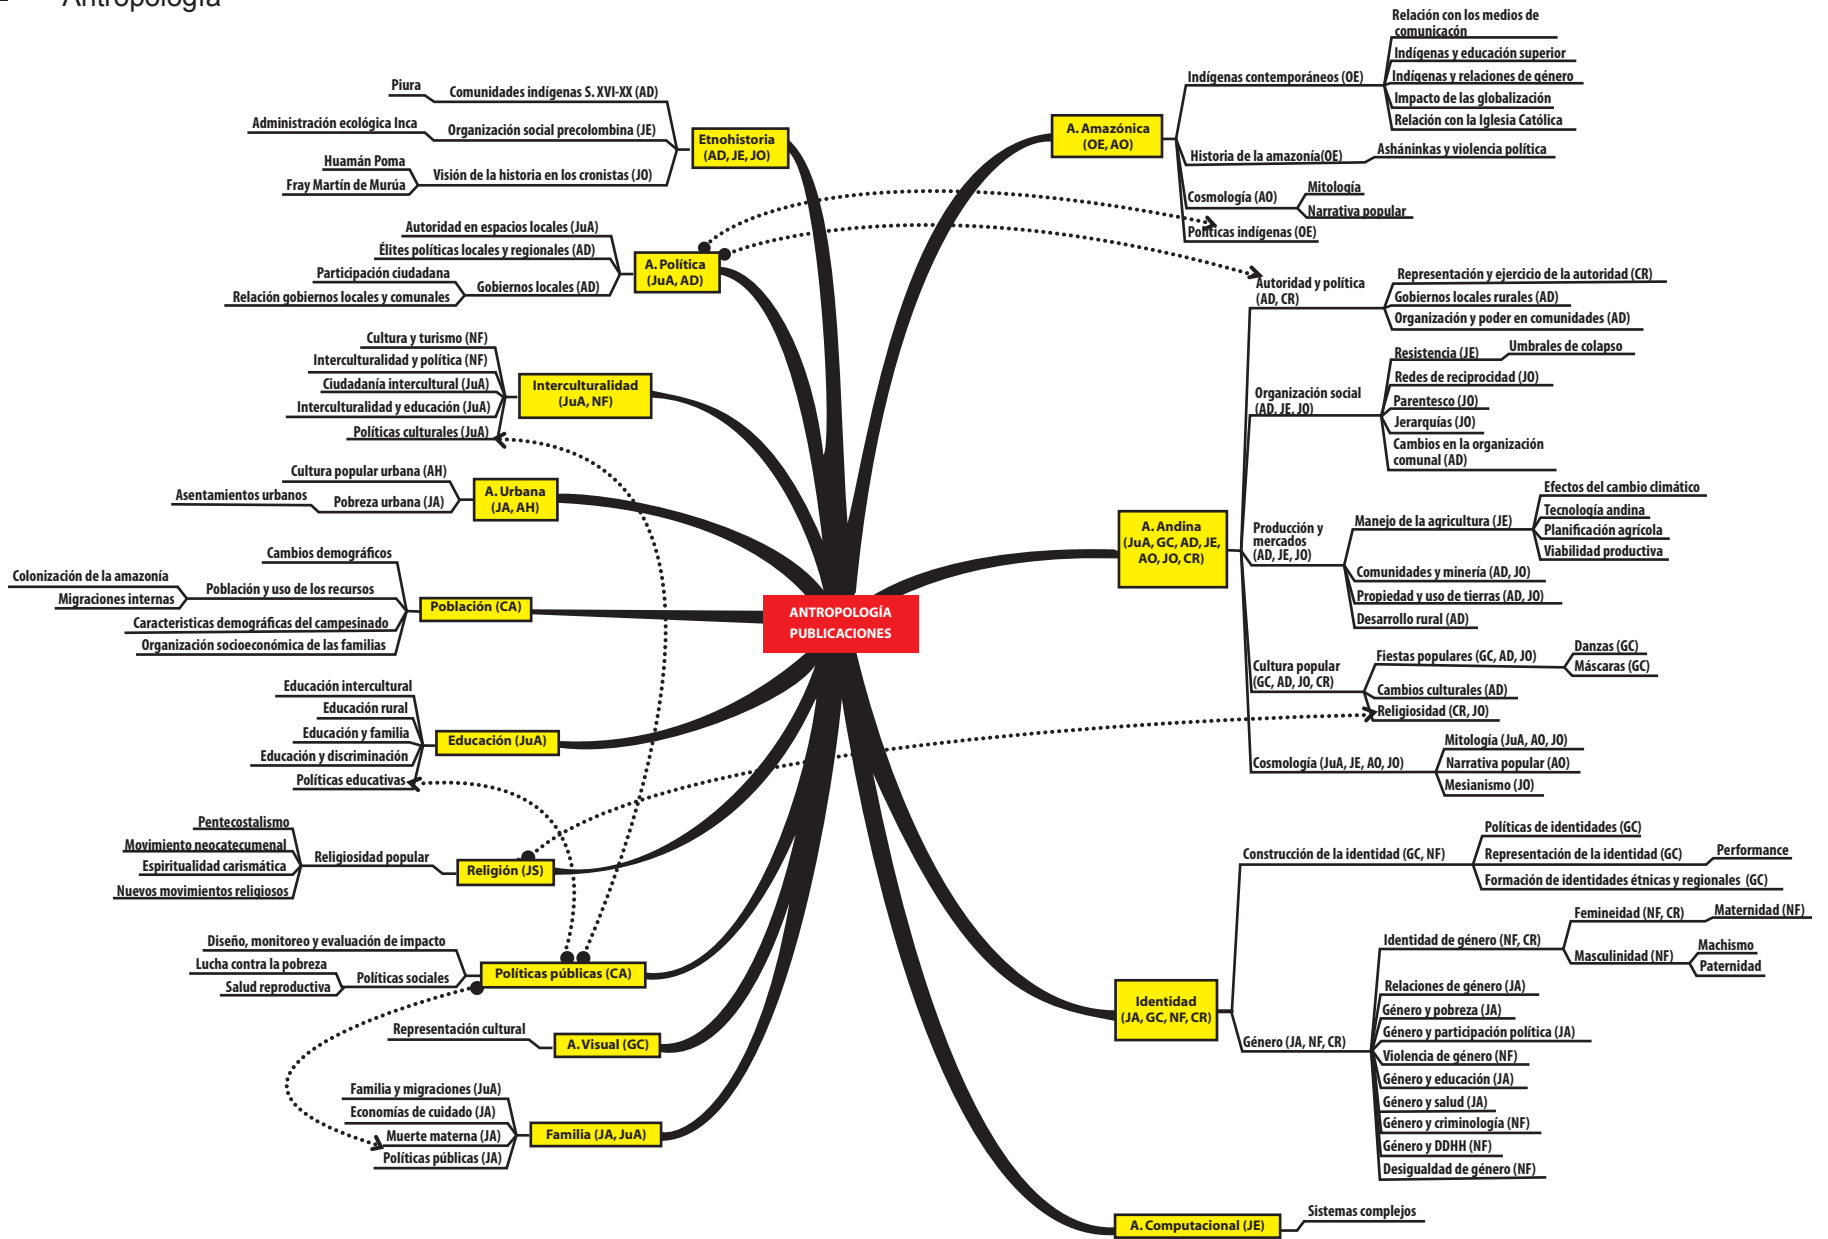 Antropología
Piura
Comunidades indígenas S. XVI-XX (AD)
Administración ecológica Inca
Organización social precolombina (JE)
Huamán Poma
Fray Martín de Murúa
Visión de la historia en los cronistas (JO)
Etnohistoria
(AD, JE, JO)
Autoridad en espacios locales (JuA)
Élites políticas locales y regionales (AD)
Participación ciudadana
Relación gobiernos locales y comunales
Gobiernos locales (AD)
A. Política
(JuA, AD)
Cultura y turismo (NF)
Interculturalidad y política (NF)
Ciudadanía intercultural (JuA)
Interculturalidad y educación (JuA)
Políticas culturales (JuA)
Interculturalidad
(JuA, NF)
Cultura popular urbana (AH)
Asentamientos urbanos
Pobreza urbana (JA)
A. Urbana
(JA, AH)
Cambios demográficos
Colonización de la amazonía
Migraciones internas
Población y uso de los recursos
Caracteristicas demográficas del campesinado
Organización socioeconómica de las familias
Población (CA)
Educación intercultural
Educación rural
Educación y familia
Educación y discriminación
Políticas educativas
Educación (JuA)
Pentecostalismo
Movimiento neocatecumenal
Espiritualidad carismática
Nuevos movimientos religiosos
Religiosidad popular
Religión (JS)
Diseño, monitoreo y evaluación de impacto
Lucha contra la pobreza
Salud reproductiva
Políticas sociales
Políticas públicas (CA)
Representación cultural
A. Visual (GC)
Familia y migraciones (JuA)
Economías de cuidado (JA)
Muerte materna (JA)
Políticas públicas (JA)
Familia (JA, JuA)
ANTROPOLOGÍA
PUBLICACIONES
A. Amazónica
(OE, AO)
Indígenas contemporáneos (OE)
Relación con los medios de
comunicacón
Indígenas y educación superior
Indígenas y relaciones de género
Impacto de las globalización
Relación con la Iglesia Católica
Historia de la amazonía(OE)
Asháninkas y violencia política
Cosmología (AO)
Mitología
Narrativa popular
Políticas indígenas (OE)
A. Andina
(JuA, GC, AD, JE,
AO, JO, CR)
Autoridad y política
(AD, CR)
Representación y ejercicio de la autoridad (CR)
Gobiernos locales rurales (AD)
Organización y poder en comunidades (AD)
Organización social
(AD, JE, JO)
Resistencia (JE)
Umbrales de colapso
Redes de reciprocidad (JO)
Parentesco (JO)
Jerarquías (JO)
Cambios en la organización
comunal (AD)
Producción y
mercados
(AD, JE, JO)
Manejo de la agricultura (JE)
Efectos del cambio climático
Tecnología andina
Planificación agrícola
Viabilidad productiva
Comunidades y minería (AD, JO)
Propiedad y uso de tierras (AD, JO)
Desarrollo rural (AD)
Cultura popular
(GC, AD, JO, CR)
Fiestas populares (GC, AD, JO)
Danzas (GC)
Máscaras (GC)
Cambios culturales (AD)
Religiosidad (CR, JO)
Cosmología (JuA, JE, AO, JO)
Mitología (JuA, AO, JO)
Narrativa popular (AO)
Mesianismo (JO)
Identidad
(JA, GC, NF, CR)
Construcción de la identidad (GC, NF)
Políticas de identidades (GC)
Representación de la identidad (GC)
Performance
Formación de identidades étnicas y regionales (GC)
Género (JA, NF, CR)
Identidad de género (NF, CR)
Femineidad (NF, CR)
Maternidad (NF)
Masculinidad (NF)
Machismo
Paternidad
Relaciones de género (JA)
Género y pobreza (JA)
Género y participación política (JA)
Violencia de género (NF)
Género y educación (JA)
Género y salud (JA)
Género y criminología (NF)
Género y DDHH (NF)
Desigualdad de género (NF)
A. Computacional (JE)
Sistemas complejos